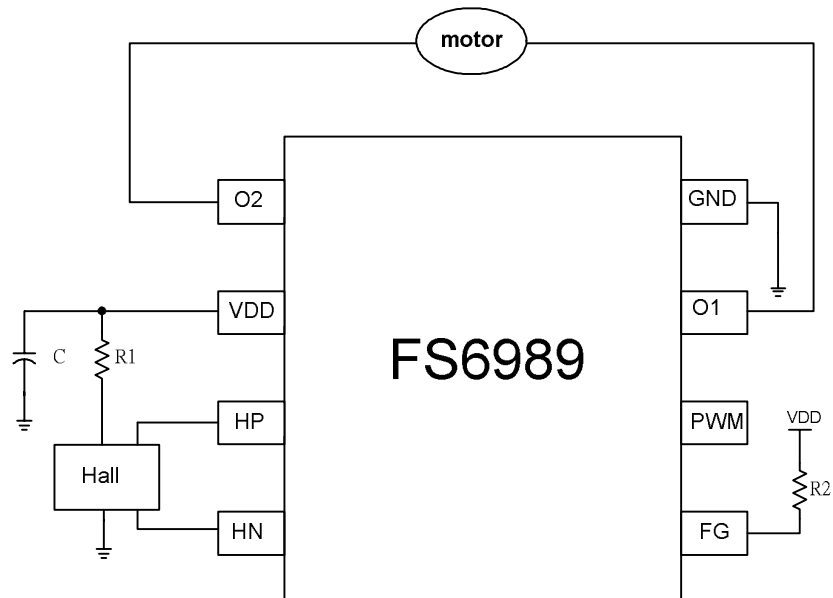 motor
O2
GND
VDD
O1
FS6989
C
R1
HP
PWM
VDD
Hall
R2
HN
FG